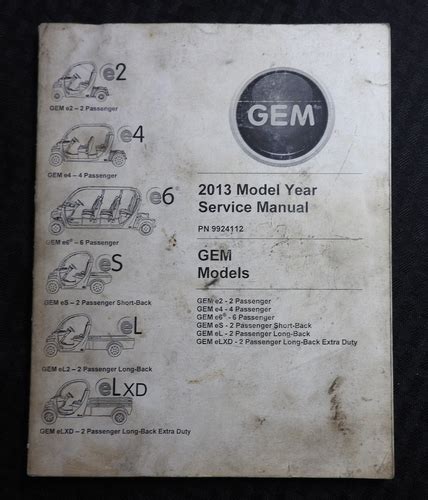 e2
GEM e2 – 2 Passenger
e4
GEM e4 – 4 Passenger
e6
GEM e6® – 6 Passenger
eS
GEM eS – 2 Passenger Short-Back
eL
GEM eL2 – 2 Passenger Long-Back
eLXD
GEM eLXD – 2 Passenger Long-Back Extra Duty
GEM
2013 Model Year
Service Manual
PN 9924112
GEM
Models
GEM e2 - 2 Passenger
GEM e4 - 4 Passenger
GEM e6® - 6 Passenger
GEM eS - 2 Passenger Short-Back
GEM eL - 2 Passenger Long-Back
GEM eLXD - 2 Passenger Long-Back Extra Duty